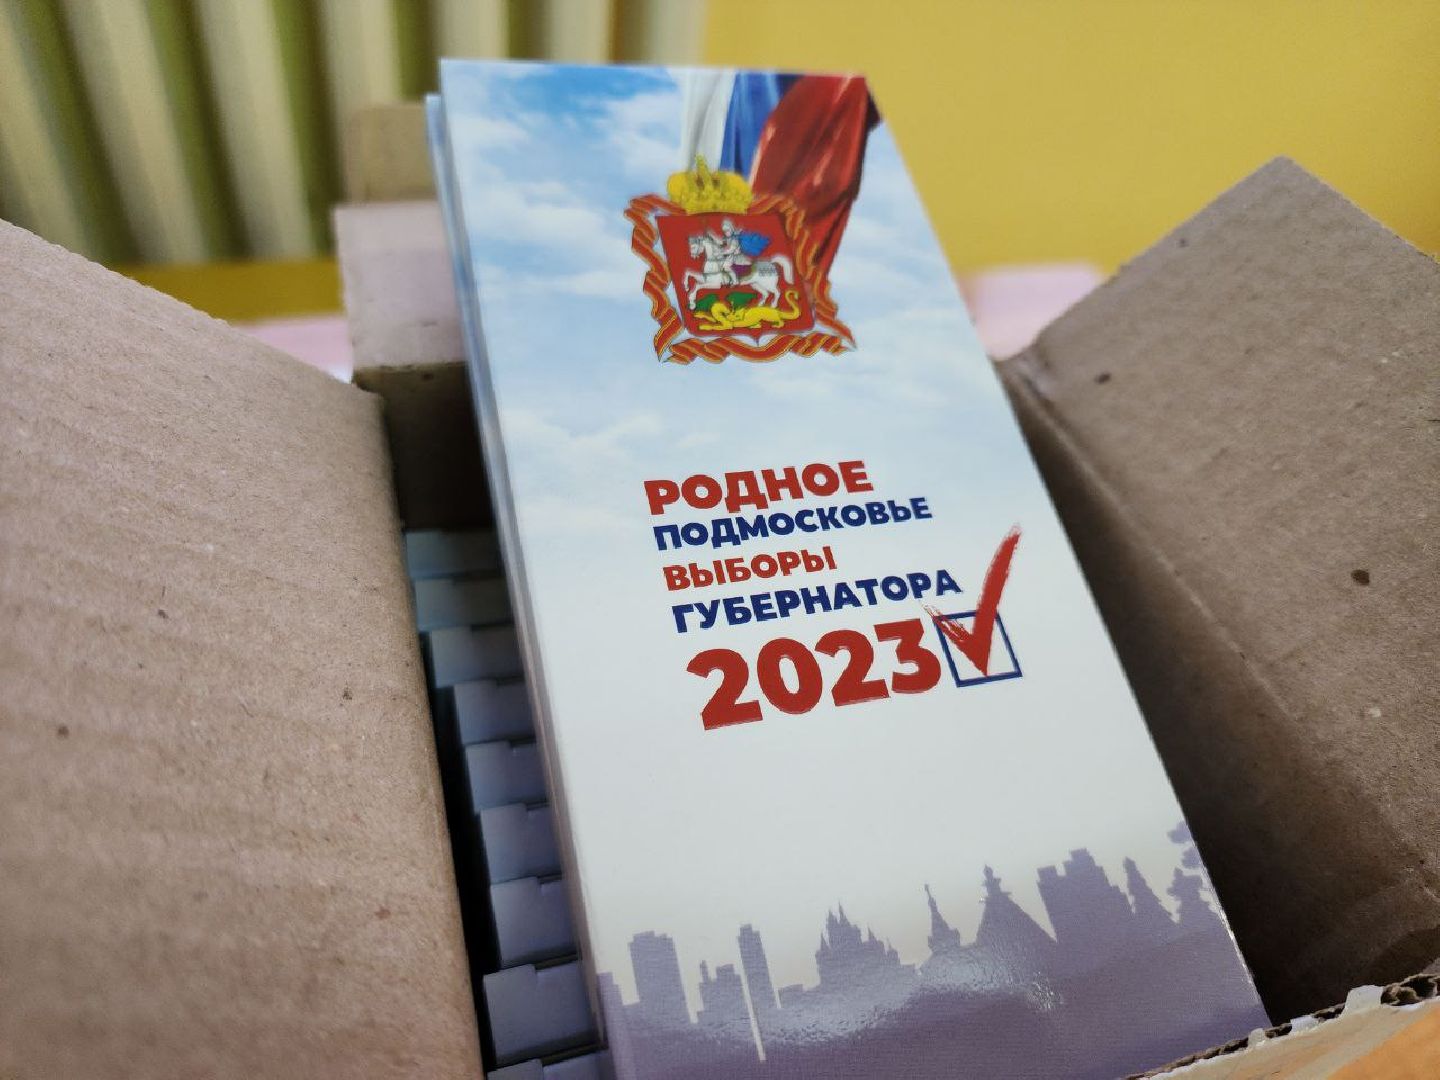 РОДНОЕ
ПОДМОСКОВЬЕ
ВЫБОРЫ
ГУБЕРНАТОРА
2023